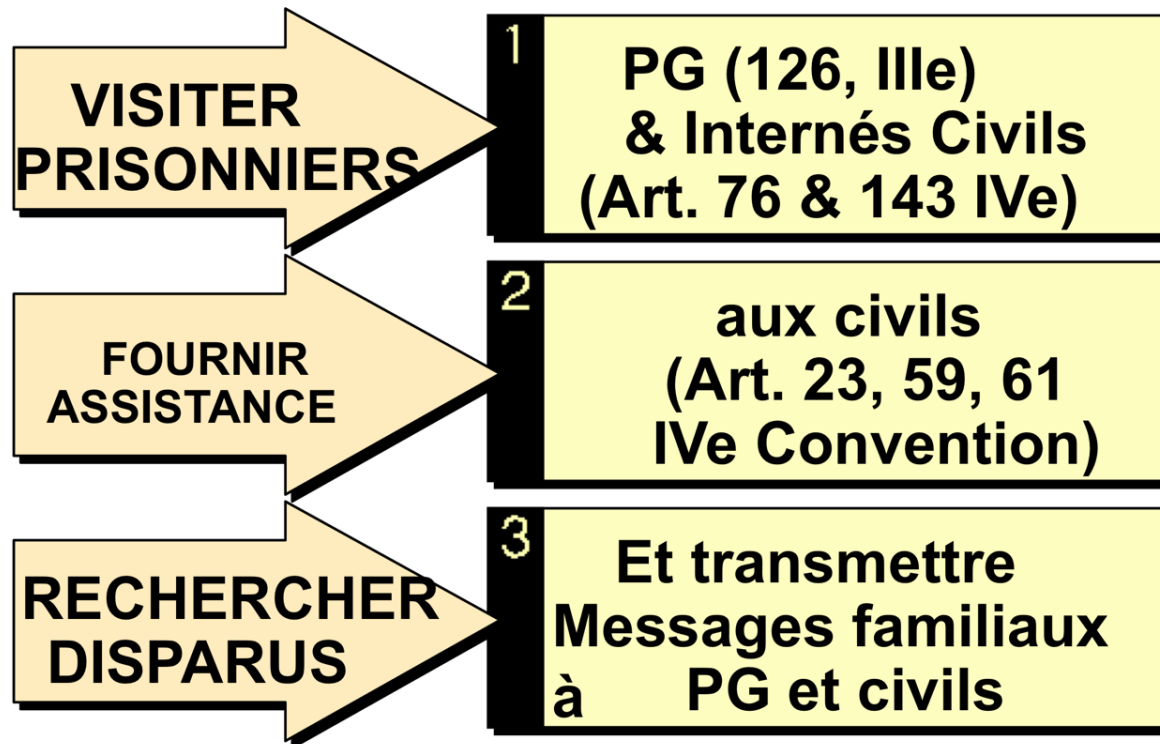 VISITER
PRISONNIERS
1
PG (126, IIIe)
& Internés Civils
(Art. 76 & 143 IVe)
FOURNIR
ASSISTANCE
2
aux civils
(Art. 23, 59, 61
IVe Convention)
RECHERCHER
DISPARUS
3
Et transmettre
Messages familiaux
à PG et civils